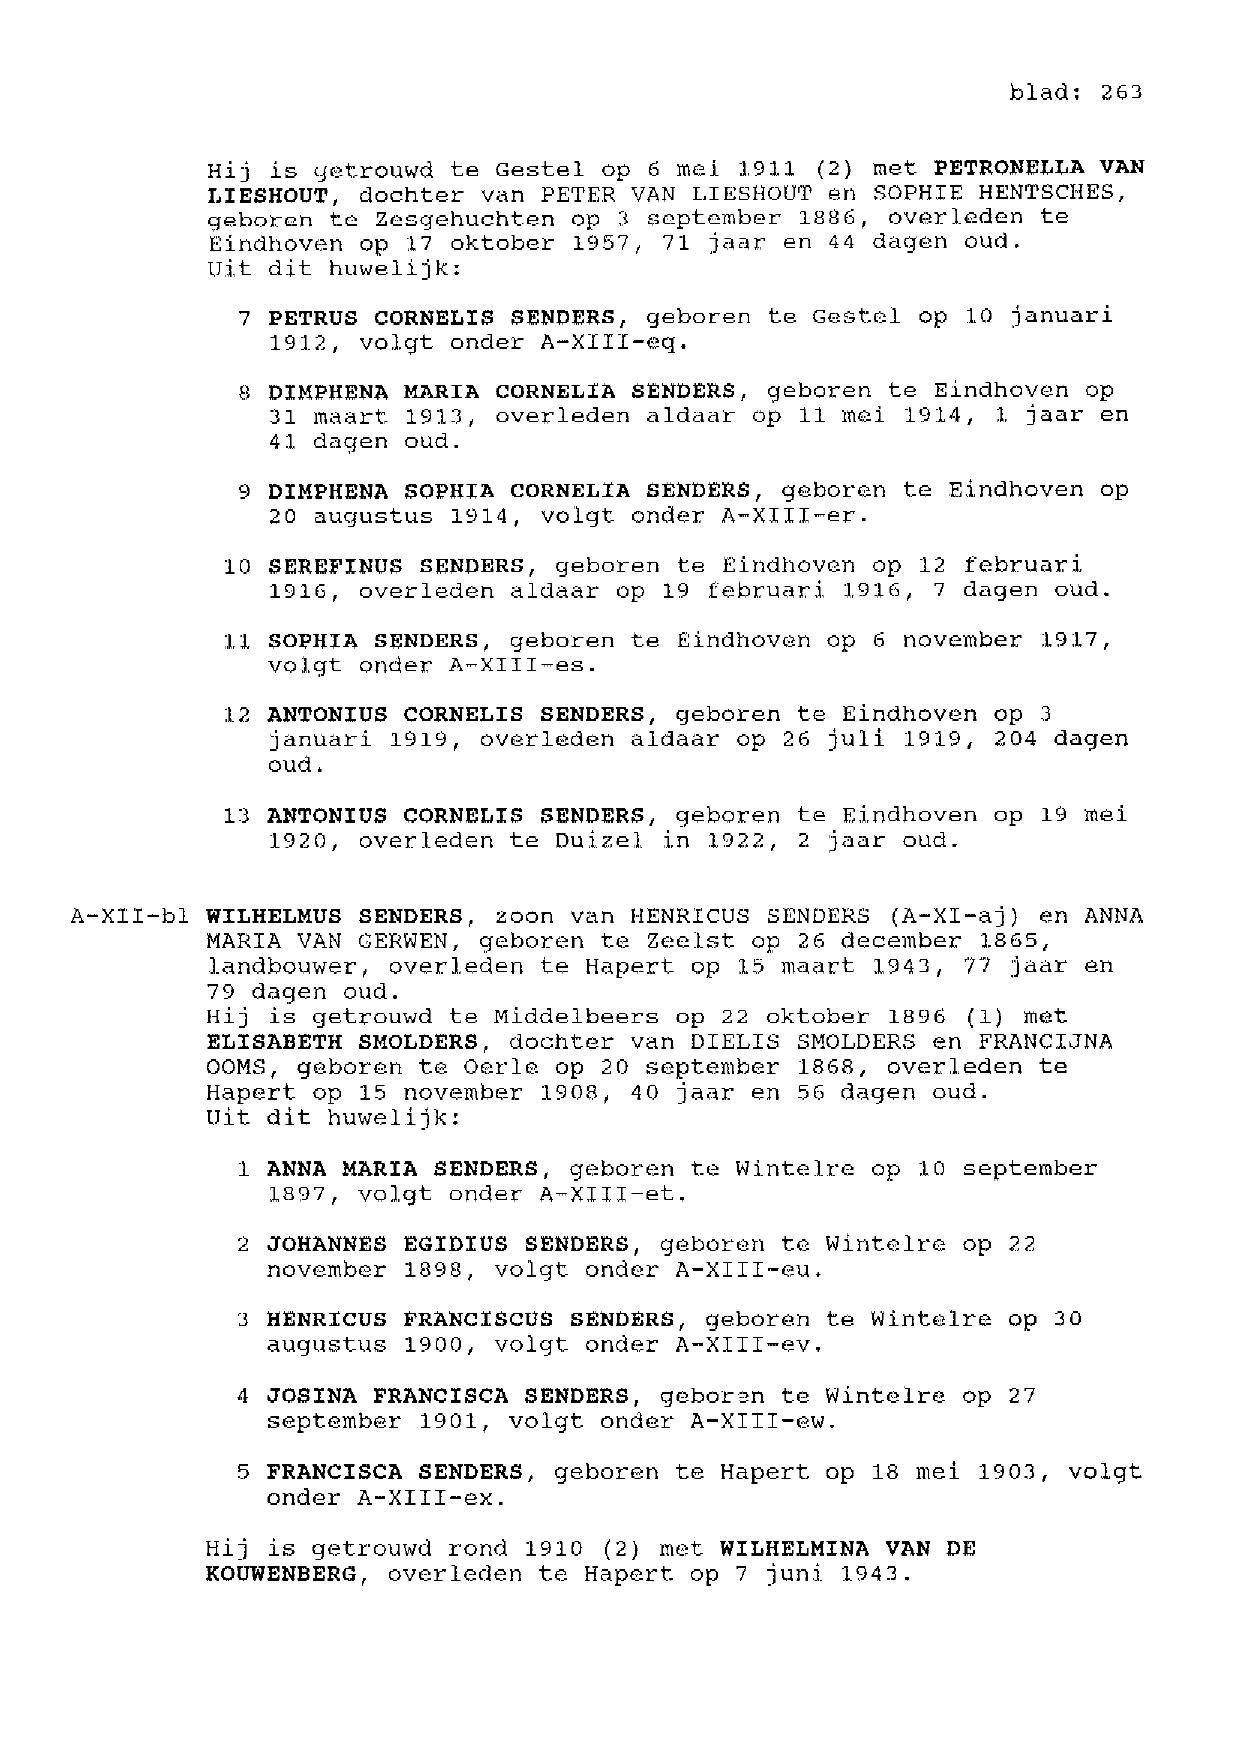 blad: 263
Hij is getrouwd te Gestel op 6 mei 1911 (2) met PETRONELLA VAN
LIESHOUT, dochter van PETER VAN LIESHOUT en SOPHIE HENTSCHES,
geboren te Zesgehuchten op 3 september 1886, overleden te
Eindhoven op 17 oktober 1957, 71 jaar en 44 dagen oud.
Uit dit huwelijk:
7 PETRUS CORNELIS SENDERS, geboren te Gestel op 10 januari
1912, volgt onder A-XIII-eq.
8 DIMPHENA MARIA CORNELIA SENDERS, geboren te Eindhoven op
31 maart 1913, overleden aldaar op 11 mei 1914, 1 jaar en
41 dagen oud.
9 DIMPHENA SOPHIA CORNELIA SENDERS, geboren te Eindhoven op
20 augustus 1914, volgt onder A-XIII-er.
10 SEREFINUS SENDERS, geboren te Eindhoven op 12 februari
1916, overleden aldaar op 19 februari 1916, 7 dagen oud.
11 SOPHIA SENDERS, geboren te Eindhoven op 6 november 1917,
volgt onder A-XIII-es.
12 ANTONIUS CORNELIS SENDERS, geboren te Eindhoven op 3
januari 1919, overleden aldaar op 26 juli 1919, 204 dagen
oud.
13 ANTONIUS CORNELIS SENDERS, geboren te Eindhoven op 19 mei
1920, overleden te Duizel in 1922, 2 jaar oud.
A-XII-bl WILHELMUS SENDERS, zoon van HENRICUS SENDERS (A-XI-aj) en ANNA
MARIA VAN GERWEN, geboren te Zeelst op 26 december 1865,
landbouwer, overleden te Hapert op 15 maart 1943, 77 jaar en
79 dagen oud.
Hij is getrouwd te Middelbeers op 22 oktober 1896 (1) met
ELISABETH SMOLDERS, dochter van DIELIS SMOLDERS en FRANCIJNA
OOMS, geboren te Oerle op 20 september 1868, overleden te
Hapert op 15 november 1908, 40 jaar en 56 dagen oud.
Uit dit huwelijk:
1 ANNA MARIA SENDERS, geboren te Wintelre op 10 september
1897, volgt onder A-XIII-et.
2 JOHANNES EGIDIUS SENDERS, geboren te Wintelre op 22
november 1898, volgt onder A-XIII-eu.
3 HENRICUS FRANCISCUS SENDERS, geboren te Wintelre op 30
augustus 1900, volgt onder A-XIII-ev.
4 JOSINA FRANCISCA SENDERS, geboren te Wintelre op 27
september 1901, volgt onder A-XIII-ew.
5 FRANCISCA SENDERS, geboren te Hapert op 18 mei 1903, volgt
onder A-XIII-ex.
Hij is getrouwd rond 1910 (2) met WILHELMINA VAN DE
KOUWENBERG, overleden te Hapert op 7 juni 1943.